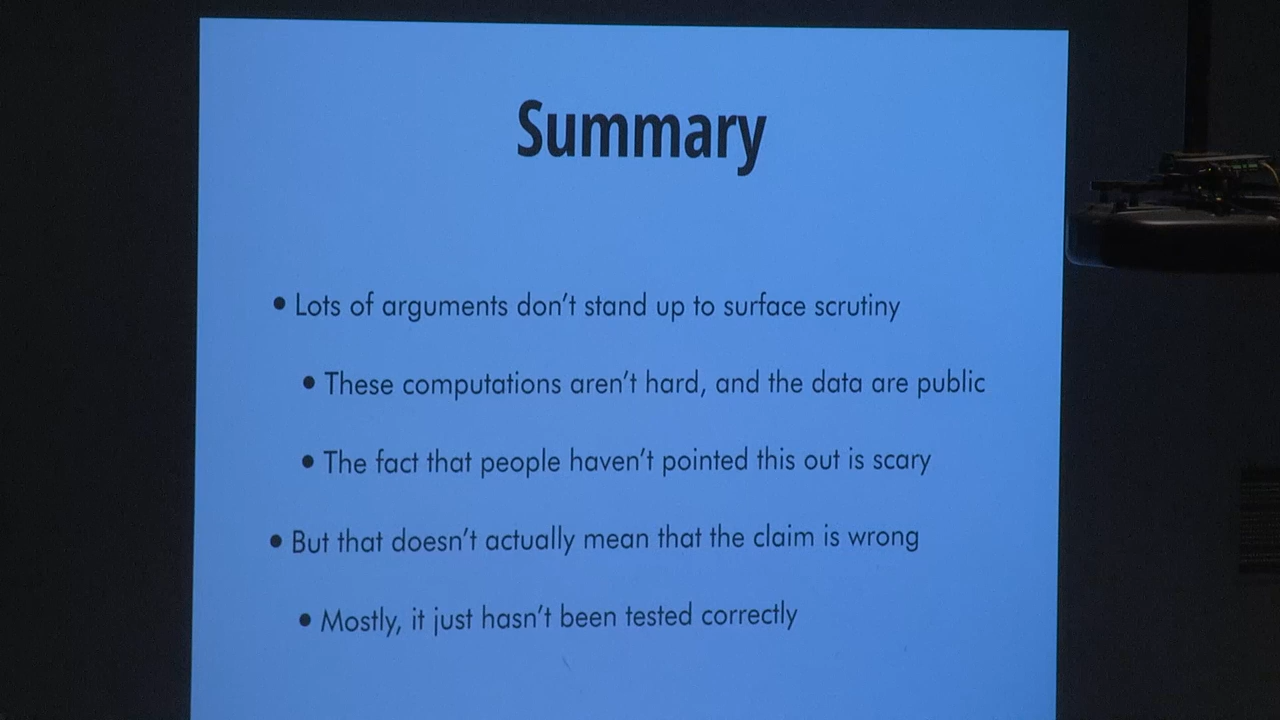 Summary
• Lots of arguments don't stand up to surface scrutiny
• These computations aren't hard, and the data are public
• The fact that people haven't pointed this out is scary
• But that doesn't actually mean that the claim is wrong
• Mostly, it just hasn't been tested correctly